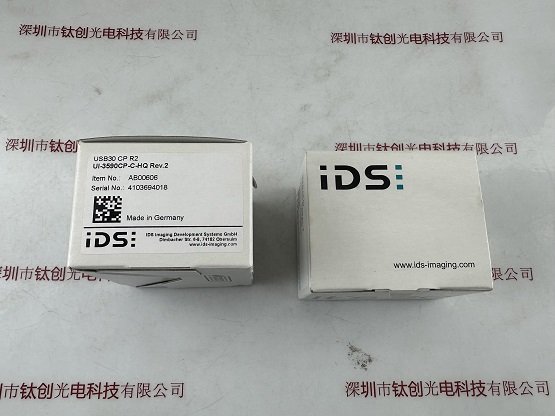 深圳市钛创光电科技有限公司
深圳市钛创光电科技有限公司
深圳市钛创光电科技有限公司
深圳市钛创光电科技有限公司
USB30 CP R2
UI-3590CP-C-HQ Rev.2
Item No.: AB00606
Serial No.: 4103694018
Made in Germany
IDS
IDS Imaging Development Systems GmbH
Dimbacher Str. 6-8, 74182 Obersulm
www.ids-imaging.com
iDS
www.ids-imaging.com
深圳市钛创光电科技有限公司
深圳市钛创光电科技有限公司
深圳市钛创光电科技有限公司
深圳市钛创光电科技有限公司